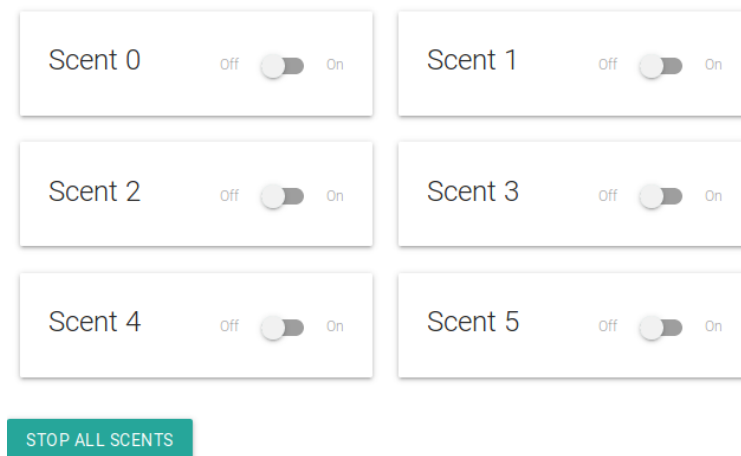 Scent 0 Off On Scent 1 Off On
Scent 2 Off On Scent 3 Off On
Scent 4 Off On Scent 5 Off On
STOP ALL SCENTS